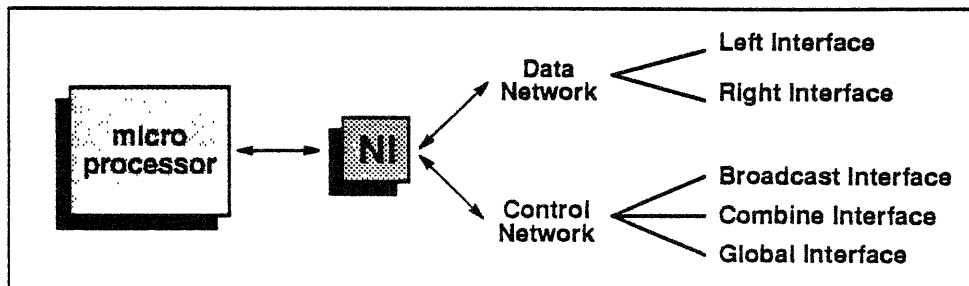 micro
processor
NI
Data
Network
Left Interface
Right Interface
Control
Network
Broadcast Interface
Combine Interface
Global Interface